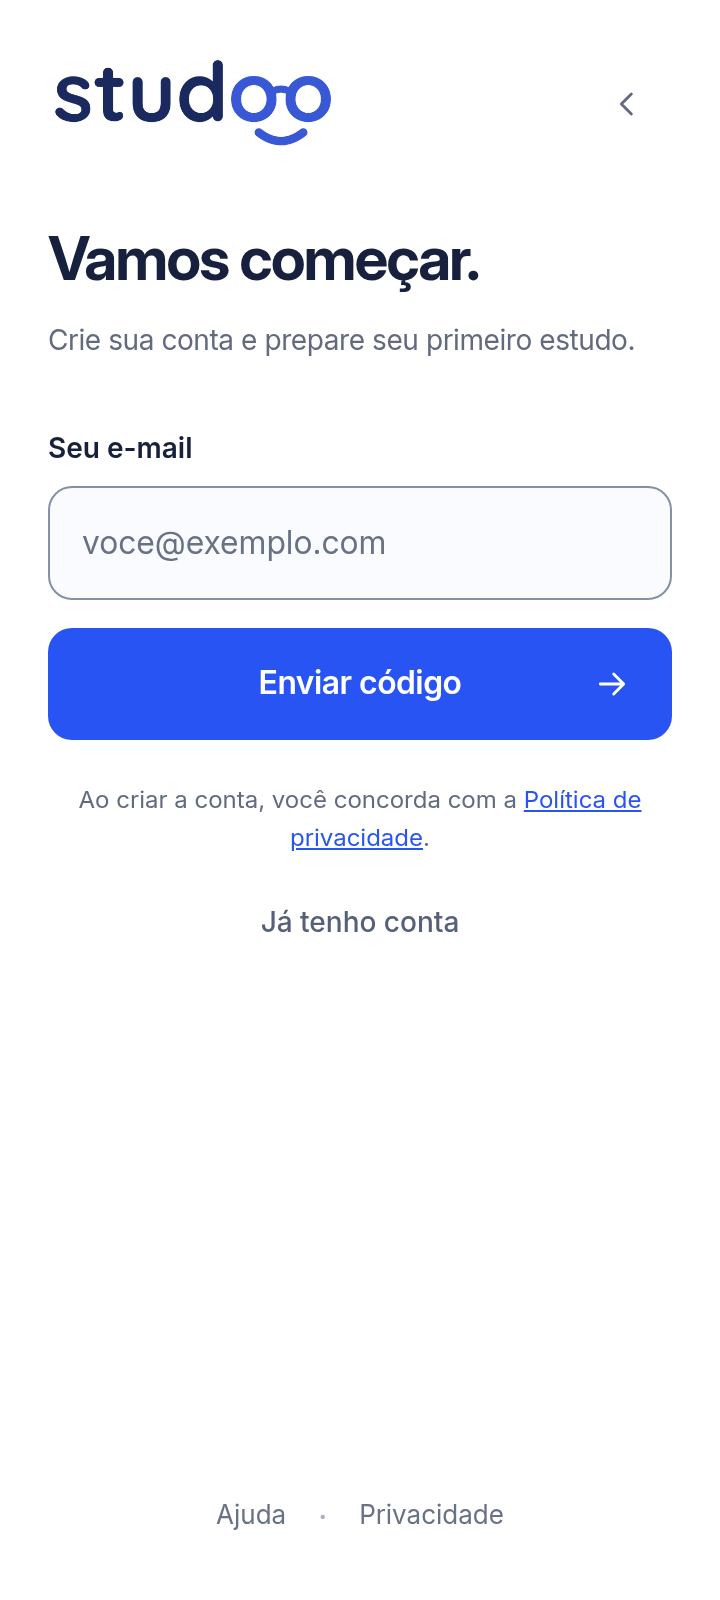 studoo
Vamos começar.
Crie sua conta e prepare seu primeiro estudo.
Seu e-mail
voce@exemplo.com
Enviar código
Ao criar a conta, você concorda com a Política de
privacidade.
Já tenho conta
Ajuda · Privacidade